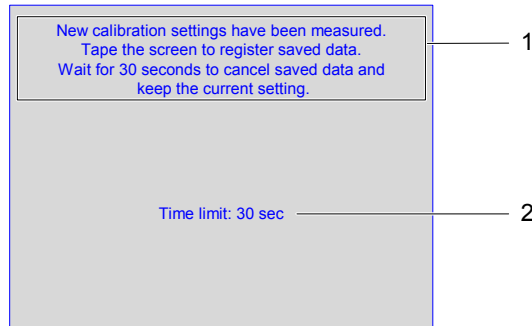 New calibration settings have been measured.
Tape the screen to register saved data.
Wait for 30 seconds to cancel saved data and
keep the current setting.
1
Time limit: 30 sec
2